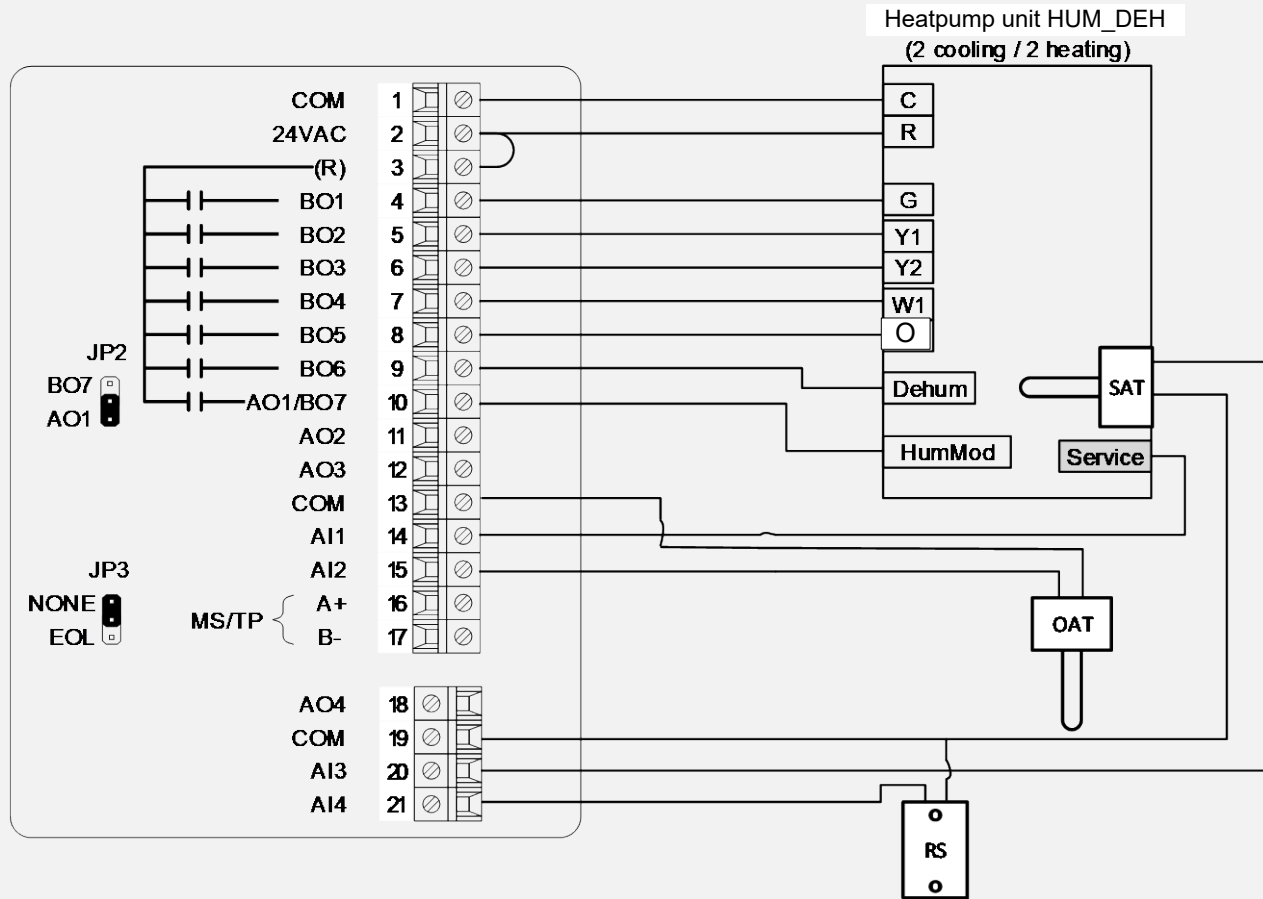 Heatpump unit HUM_DEH
(2 cooling / 2 heating)
COM 1 C
24VAC 2 R
(R) 3
BO1 4 G
BO2 5 Y1
BO3 6 Y2
BO4 7 W1
BO5 8 O
JP2
BO6 9 Dehum SAT
BO7
AO1/BO7 10
AO1
AO2 11
HumMod Service
AO3 12
COM 13
AI1 14
JP3 AI2 15
NONE A+ 16
MS/TP OAT
EOL B- 17
AO4 18
COM 19
AI3 20
AI4 21
RS